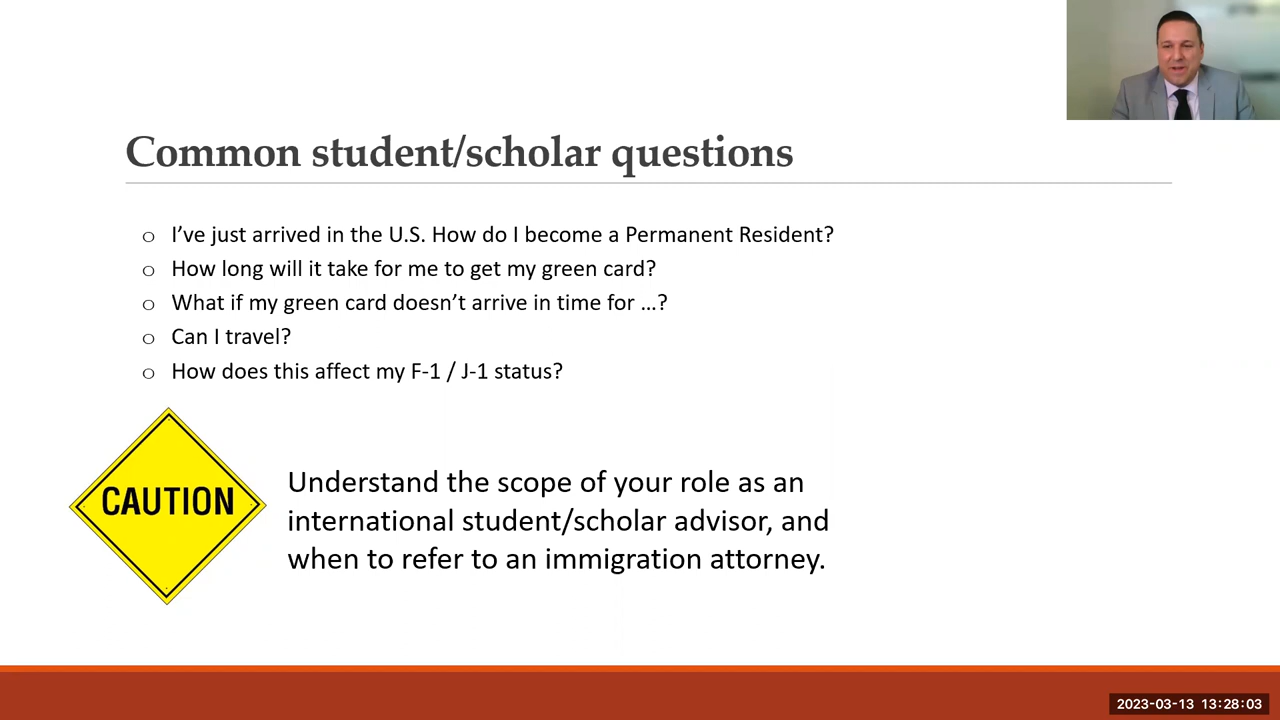 Common student/scholar questions
o I’ve just arrived in the U.S. How do I become a Permanent Resident?
o How long will it take for me to get my green card?
o What if my green card doesn’t arrive in time for …?
o Can I travel?
o How does this affect my F-1 / J-1 status?
CAUTION
Understand the scope of your role as an
international student/scholar advisor, and
when to refer to an immigration attorney.
2023-03-13 13:28:03